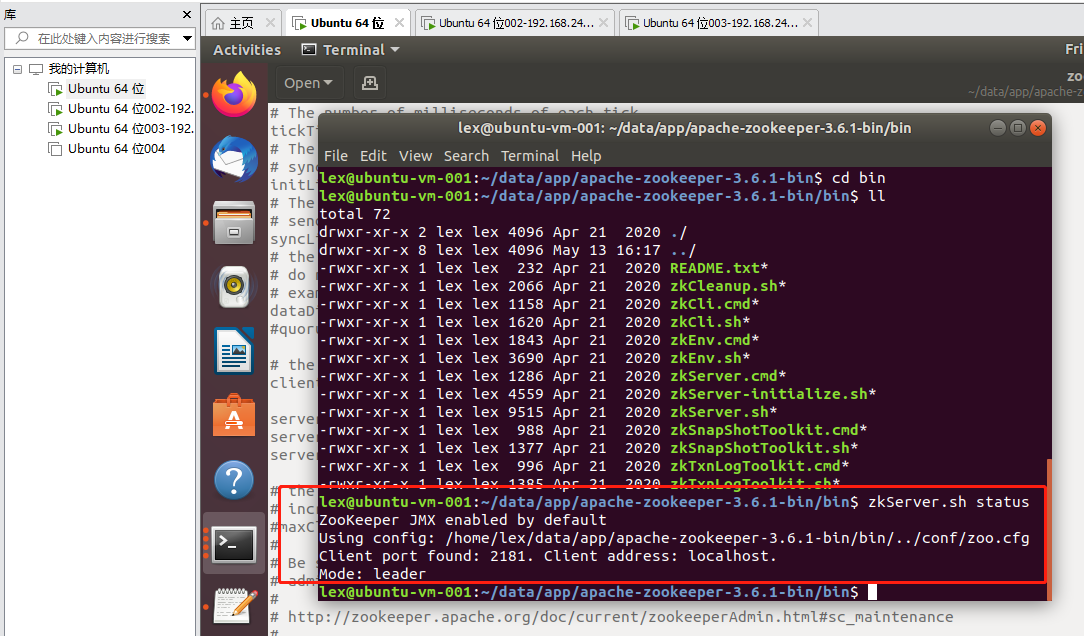 库
在此处键入内容进行搜索
我的计算机
Ubuntu 64 位
Ubuntu 64 位002-192.
Ubuntu 64 位003-192.
Ubuntu 64 位004
主页
Ubuntu 64 位
Ubuntu 64 位002-192.168.24...
Ubuntu 64 位003-192.168.24...
Activities
Terminal
Fri
Open
zo
~/data/app/apache-z
# The number of milliseconds of each tick
tickTi
# The
# sync
initLi
# The
# send
syncLi
# the
# do n
# exam
dataDi
#quoru
# the
client
server
server
server
# the
# incr
#maxCl
#
# Be s
# admi
#
# http://zookeeper.apache.org/doc/current/zookeeperAdmin.html#sc_maintenance
#
lex@ubuntu-vm-001: ~/data/app/apache-zookeeper-3.6.1-bin/bin
File Edit View Search Terminal Help
lex@ubuntu-vm-001:~/data/app/apache-zookeeper-3.6.1-bin$ cd bin
lex@ubuntu-vm-001:~/data/app/apache-zookeeper-3.6.1-bin/bin$ ll
total 72
drwxr-xr-x 2 lex lex 4096 Apr 21 2020 ./
drwxr-xr-x 8 lex lex 4096 May 13 16:17 ../
-rwxr-xr-x 1 lex lex 232 Apr 21 2020 README.txt*
-rwxr-xr-x 1 lex lex 2066 Apr 21 2020 zkCleanup.sh*
-rwxr-xr-x 1 lex lex 1158 Apr 21 2020 zkCli.cmd*
-rwxr-xr-x 1 lex lex 1620 Apr 21 2020 zkCli.sh*
-rwxr-xr-x 1 lex lex 1843 Apr 21 2020 zkEnv.cmd*
-rwxr-xr-x 1 lex lex 3690 Apr 21 2020 zkEnv.sh*
-rwxr-xr-x 1 lex lex 1286 Apr 21 2020 zkServer.cmd*
-rwxr-xr-x 1 lex lex 4559 Apr 21 2020 zkServer-initialize.sh*
-rwxr-xr-x 1 lex lex 9515 Apr 21 2020 zkServer.sh*
-rwxr-xr-x 1 lex lex 988 Apr 21 2020 zkSnapShotToolkit.cmd*
-rwxr-xr-x 1 lex lex 1377 Apr 21 2020 zkSnapShotToolkit.sh*
-rwxr-xr-x 1 lex lex 996 Apr 21 2020 zkTxnLogToolkit.cmd*
-rwxr-xr-x 1 lex lex 1385 Apr 21 2020 zkTxnLogToolkit.sh*
lex@ubuntu-vm-001:~/data/app/apache-zookeeper-3.6.1-bin/bin$ zkServer.sh status
ZooKeeper JMX enabled by default
Using config: /home/lex/data/app/apache-zookeeper-3.6.1-bin/bin/../conf/zoo.cfg
Client port found: 2181. Client address: localhost.
Mode: leader
lex@ubuntu-vm-001:~/data/app/apache-zookeeper-3.6.1-bin/bin$